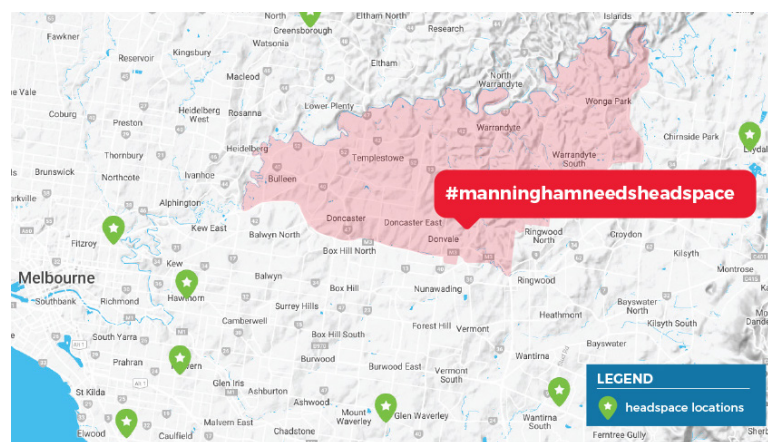 North
Greensborough
Eltham North
Islands
Fawkner
Watsonia
Research
Reservoir
Kingsbury
Eltham
North
Warrandyte
Macleod
ne Vale
Wonga Park
Coburg
Preston
Heidelberg
West
Rosanna
Lower Plenty
Warrandyte
Chirnside Park
Thornbury
Heidelberg
Templestowe
Warrandyte
South
Brunswick
Northcote
Ivanhoe
Bulleen
#manninghamneedsheadspace
Alphington
Kew East
Doncaster
Doncaster East
Balwyn North
Donvale
Ringwood
North
Croydon
Fitzroy
Box Hill North
Kilsyth
Kew
Melbourne
Balwyn
Ringwood
Montrose
Box Hill
Nunawading
Southbank
Richmond
Hawthorn
Surrey Hills
Heathmont
Bayswater
North
Camberwell
Forest Hill
Vermont
Kilsyth South
South Yarra
Box Hill South
Bayswater
Prahran
Burwood
Wantirna
Burwood East
Vermont
South
Glen Iris
Ashburton
LEGEND
St Kilda
Ashwood
headspace locations
Mount
Waverley
Glen Waverley
Wantirna
South
Elwood
Caulfield
Malvern East
Chadstone
Ferntree Gully